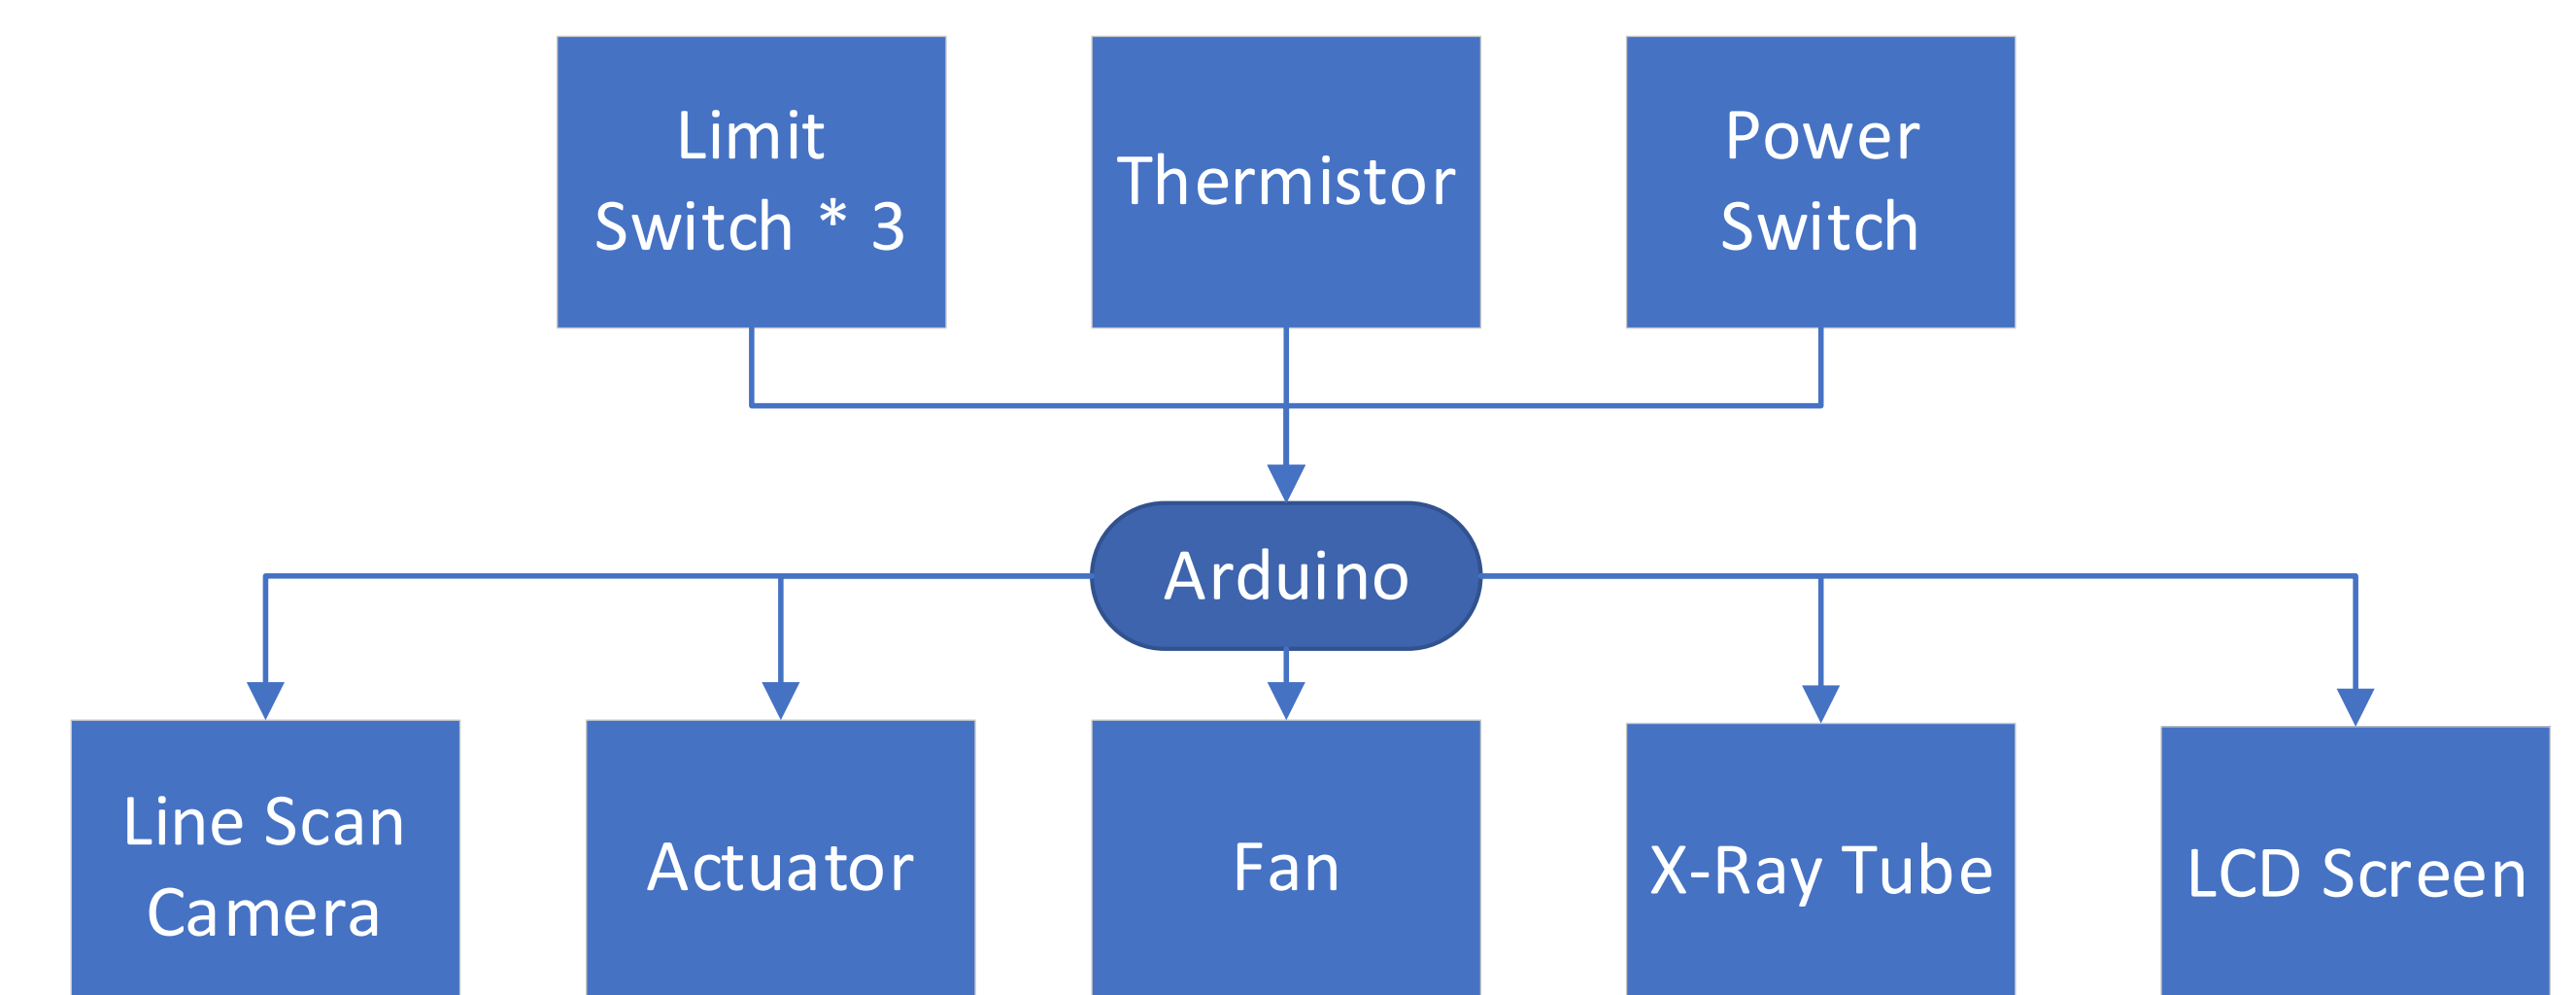 Limit
Switch * 3
Thermistor
Power
Switch
Arduino
Line Scan
Camera
Actuator
Fan
X-Ray Tube
LCD Screen